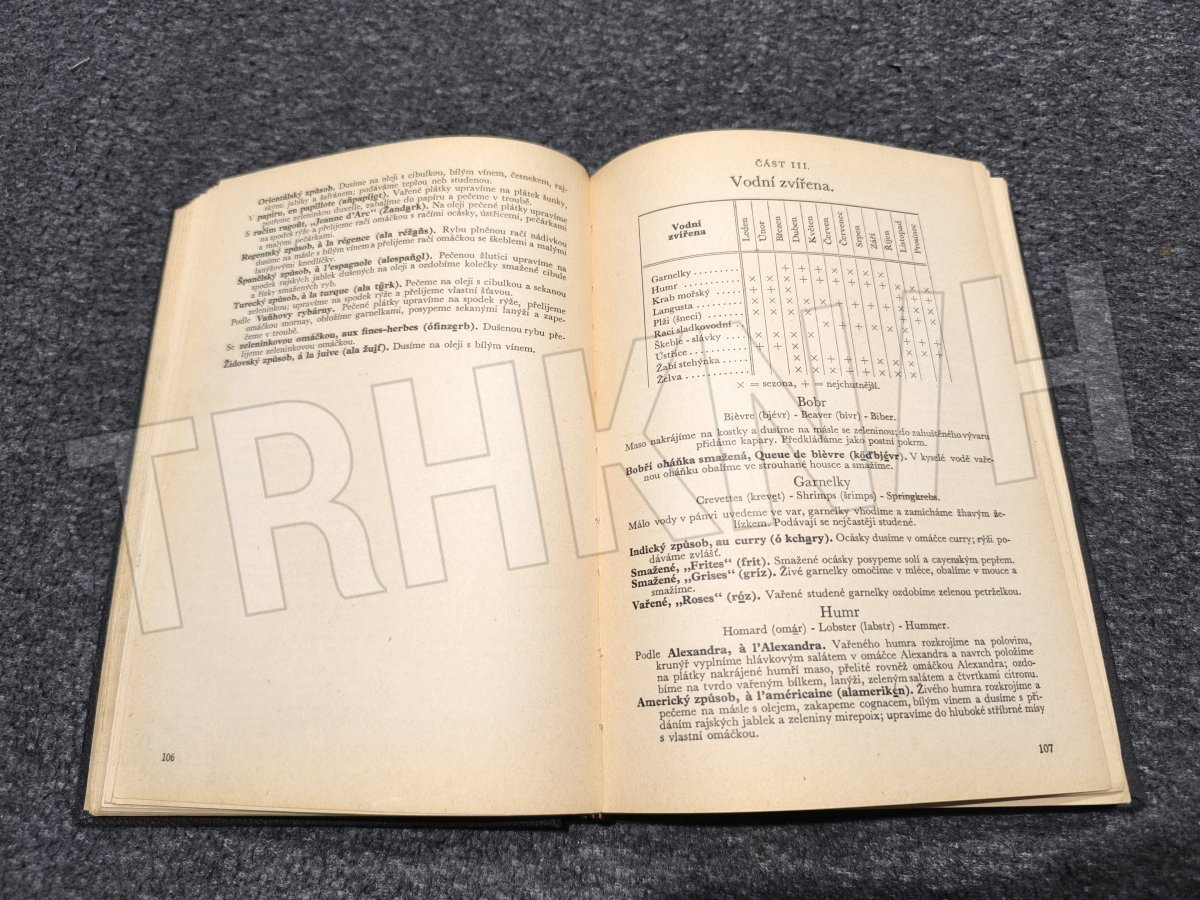 Orientálský způsob. Dusíme na oleji s cibulkou, bílým vínem, česnekem, raj-
skými jablky a šafránem; podáváme teplou neb studenou.
V papíru, en papillote (aňpapijgt). Vařené plátky upravíme na plátek šunky,
potřeme zeleninkou duxelle, zabalíme do papíru a pečeme v troubě.
S račím ragoût, „Jeanne d'Arc“ (Žandark). Na oleji pečené plátky upravíme
na spodek rýže a přelijeme račí omáčkou s račími ocásky, ústřicemi, pečárkami
a malými pečárkami.
Regentský způsob, à la régence (ala réžaňs). Rybu plněnou račí nádivkou
dusíme na másle s bílým vínem a přelijeme račí omáčkou se škeblemi a malými
lanýžovými knedlíčky.
Španělský způsob, à l'espagnole (alespaňgl). Pečenou žlutici upravíme na
spodek rajských jablek dušených na oleji a ozdobíme kolečky smažené cibule
a řízky smažených ryb.
Turecký způsob, à la turque (ala türk). Pečeme na oleji s cibulkou a sekanou
zeleninkou; upravíme na spodek rýže a přelijeme vlastní šťavou.
Podle Vaňhovy rybárny. Pečené plátky upravíme na spodek rýže, přelijeme
omáčkou mornay, obložíme garnelkami, posypeme sekanými lanýži a zape-
čeme v troubě.
Se zeleninkovou omáčkou, aux fines-herbes (ófinzerb). Dušenou rybu pře-
lijeme zeleninkovou omáčkou.
Židovský způsob, á la juive (ala žuif). Dusíme na oleji s bílým vínem,
106
ČÁST III.
Vodní zvířena.
Vodní zvířena Leden Únor Březen Duben Květen Červen Červenec Srpen Září Říjen Listopad Prosinec
Garnelky
Humr
Krab mořský
Langusta
Plži (šneci)
Raci sladkovodní
Škeble - slávky
Ústřice
Žabí stehýnka
Želva
× = sezona, + = nejchutnější.
Bobr
Bièvre (bjévr) - Beaver (bívr) - Biber.
Maso nakrájíme na kostky a dusíme na másle se zeleninou; do zahuštěného vývaru
přidáme kapary. Předkládáme jako postní pokrm.
Bobří oháňka smažená, Queue de bièvre (köďbjévr). V kyselé vodě vaře-
nou oháňku obalíme ve strouhané housce a smažíme.
Garnelky
Crevettes (krevet) - Shrimps (šrimps) - Springkrebs.
Málo vody v pánvi uvedeme ve var, garnelky vhodíme a zamícháme žhavým že-
lízkem. Podávají se nejčastěji studené.
Indický způsob, au curry (ó kchary). Ocásky dusíme v omáčce curry; rýži po-
dáváme zvlášť.
Smažené, „Frites“ (frit). Smažené ocásky posypeme solí a cayenským pepřem.
Smažené, „Grises“ (gríz). Živé garnelky omočíme v mléce, obalíme v mouce a
smažíme.
Vařené, „Roses“ (róz). Vařené studené garnelky ozdobíme zelenou petrželkou.
Humr
Homard (omár) - Lobster (labstr) - Hummer.
Podle Alexandra, à l'Alexandra. Vařeného humra rozkrojíme na polovinu,
krunýř vyplníme hlávkovým salátem v omáčce Alexandra a navrch položíme
na plátky nakrájené humří maso, přelité rovněž omáčkou Alexandra; ozdo-
bíme na tvrdo vařeným bílkem, lanýži, zeleným salátem a čtvrtkami citronu.
Americký způsob, à l'américaine (alamerikén). Živého humra rozkrojíme a
pečeme na másle s olejem, zakapeme cognacem, bílým vínem a dusíme s při-
dáním rajských jablek a zeleniny mirepoix; upravíme do hluboké stříbrné mísy
s vlastní omáčkou.
107
TRHKNIH